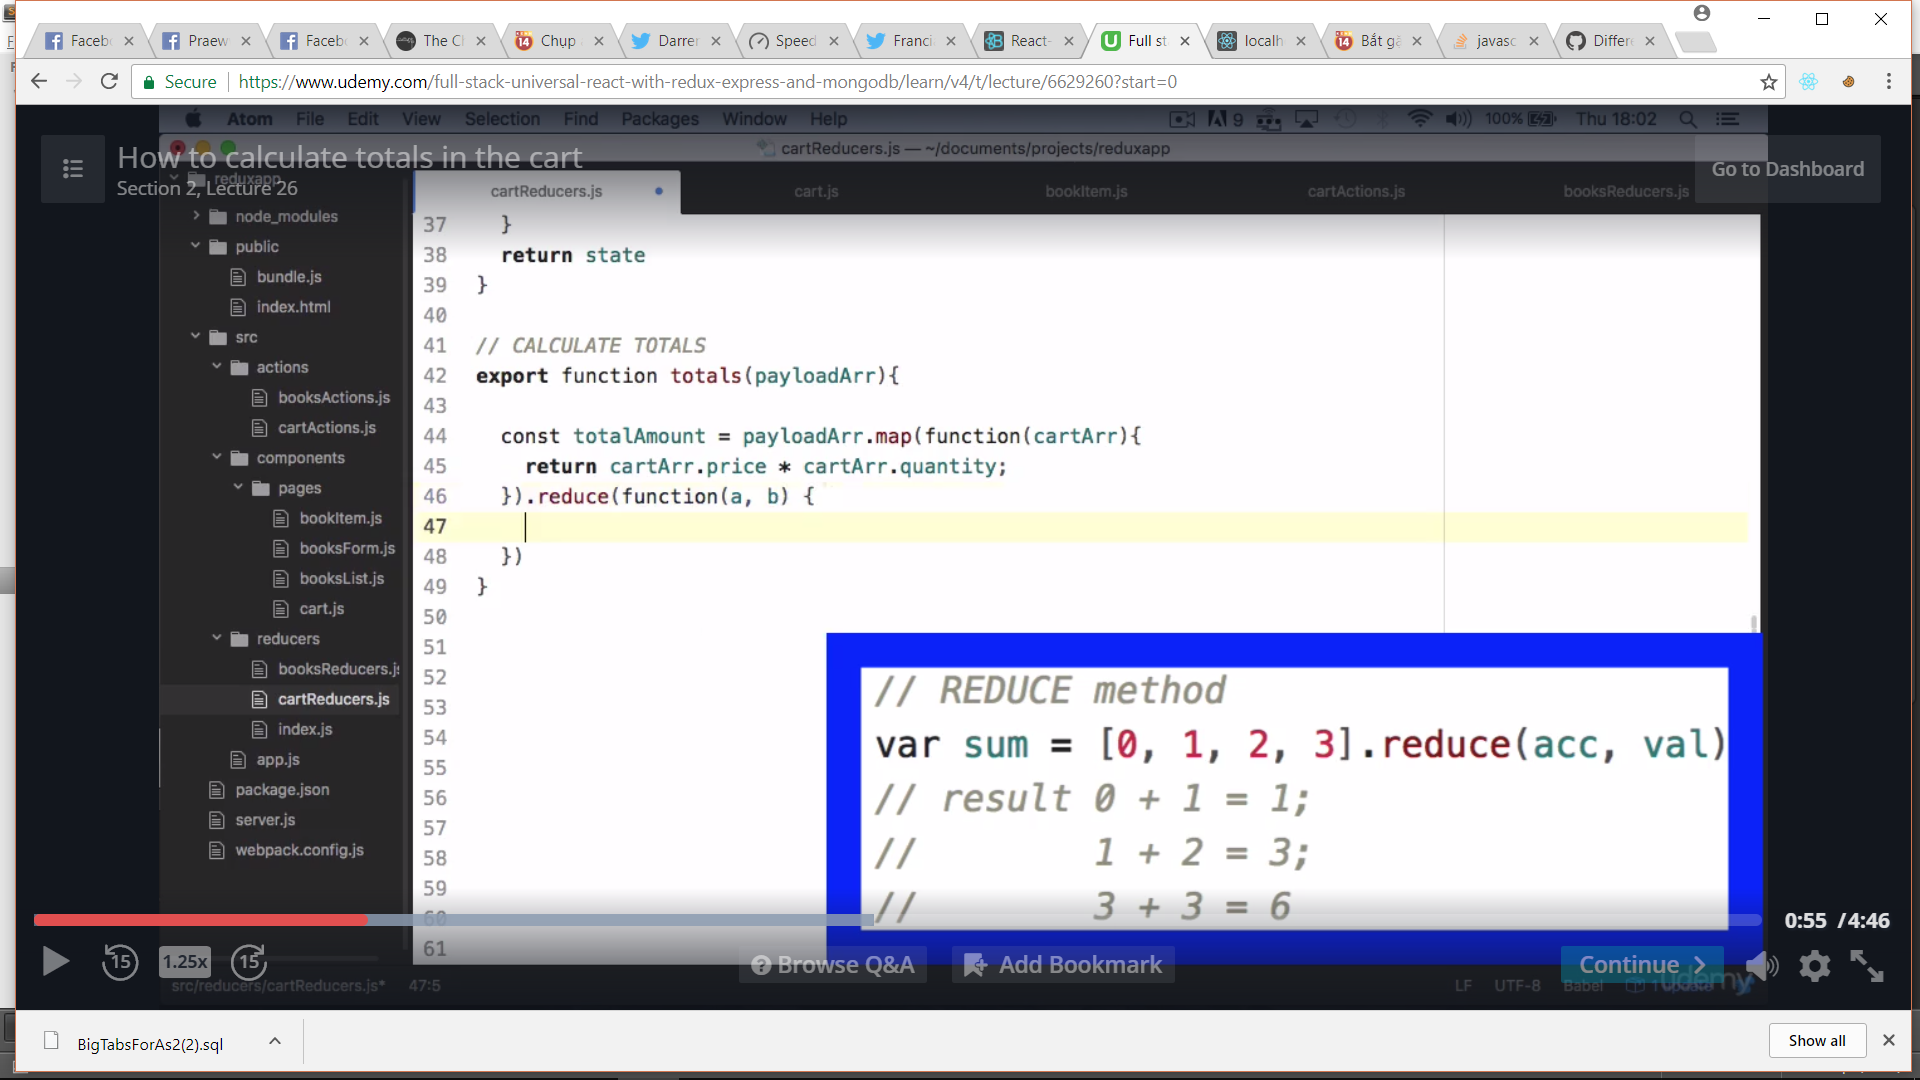 Faceb
Praew
Faceb
The Cl
Chụp
Darre
Speed
Franci
React-
Full st
localh
Bắt gặ
javasc
Differ
Secure
https://www.udemy.com/full-stack-universal-react-with-redux-express-and-mongodb/learn/v4/t/lecture/6629260?start=0
Atom File Edit View Selection Find Packages Window Help
9
100%
Thu 18:02
How to calculate totals in the cart
Section 2, Lecture 26
cartReducers.js — ~/documents/projects/reduxapp
Go to Dashboard
reduxapp
node_modules
public
bundle.js
index.html
src
actions
booksActions.js
cartActions.js
components
pages
bookItem.js
booksForm.js
booksList.js
cart.js
reducers
booksReducers.js
cartReducers.js
index.js
app.js
package.json
server.js
webpack.config.js
cartReducers.js
cart.js
bookItem.js
cartActions.js
booksReducers.js
37 }
38 return state
39 }
40
41 // CALCULATE TOTALS
42 export function totals(payloadArr){
43
44 const totalAmount = payloadArr.map(function(cartArr){
45 return cartArr.price * cartArr.quantity;
46 }).reduce(function(a, b) {
47
48 })
49 }
50
51
52
53
54
55
56
57
58
59
60
61
// REDUCE method
var sum = [0, 1, 2, 3].reduce(acc, val)
// result 0 + 1 = 1;
// 1 + 2 = 3;
// 3 + 3 = 6
0:55 / 4:46
15
1.25x
15
Browse Q&A
Add Bookmark
Continue
src/reducers/cartReducers.js*
47:5
LF
UTF-8
Babel
udemy
BigTabsForAs2(2).sql
Show all